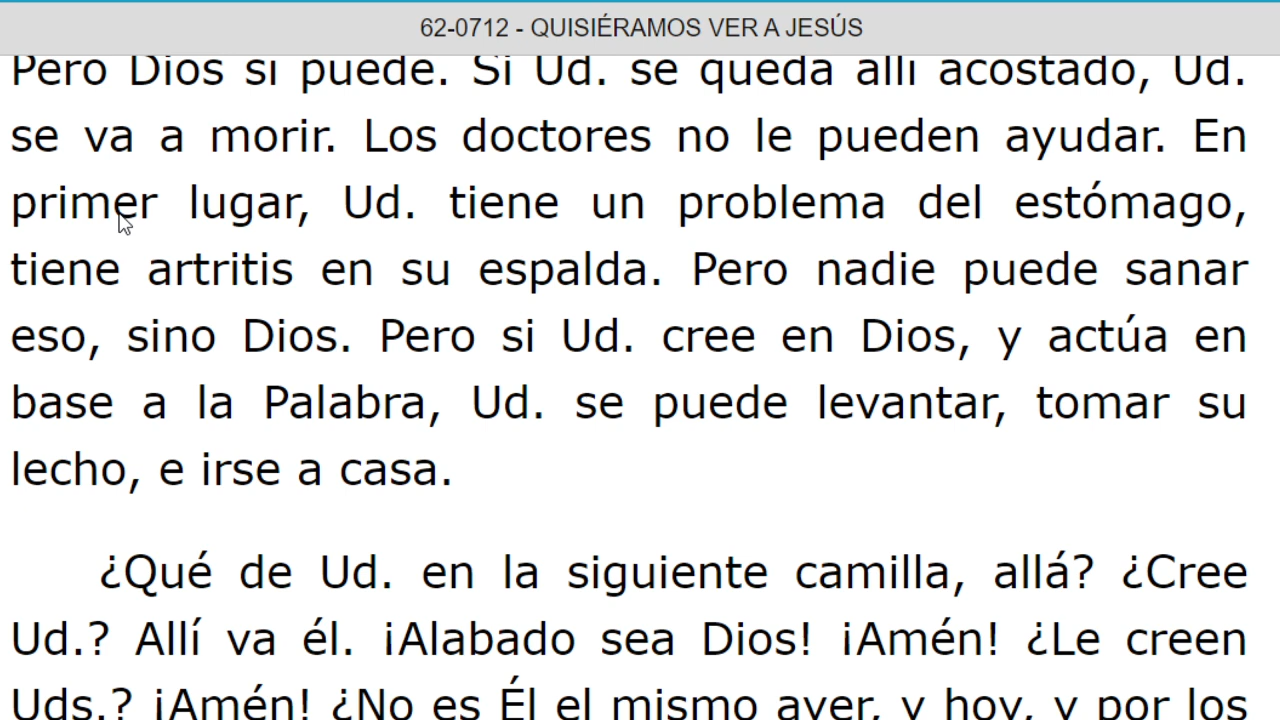 62-0712 - QUISIÉRAMOS VER A JESÚS
Pero Dios sí puede. Si Ud. se queda allí acostado, Ud.
se va a morir. Los doctores no le pueden ayudar. En
primer lugar, Ud. tiene un problema del estómago,
tiene artritis en su espalda. Pero nadie puede sanar
eso, sino Dios. Pero si Ud. cree en Dios, y actúa en
base a la Palabra, Ud. se puede levantar, tomar su
lecho, e irse a casa.
¿Qué de Ud. en la siguiente camilla, allá? ¿Cree
Ud.? Allí va él. ¡Alabado sea Dios! ¡Amén! ¿Le creen
Uds.? ¡Amén! ¿No es Él el mismo ayer, y hoy, y por los